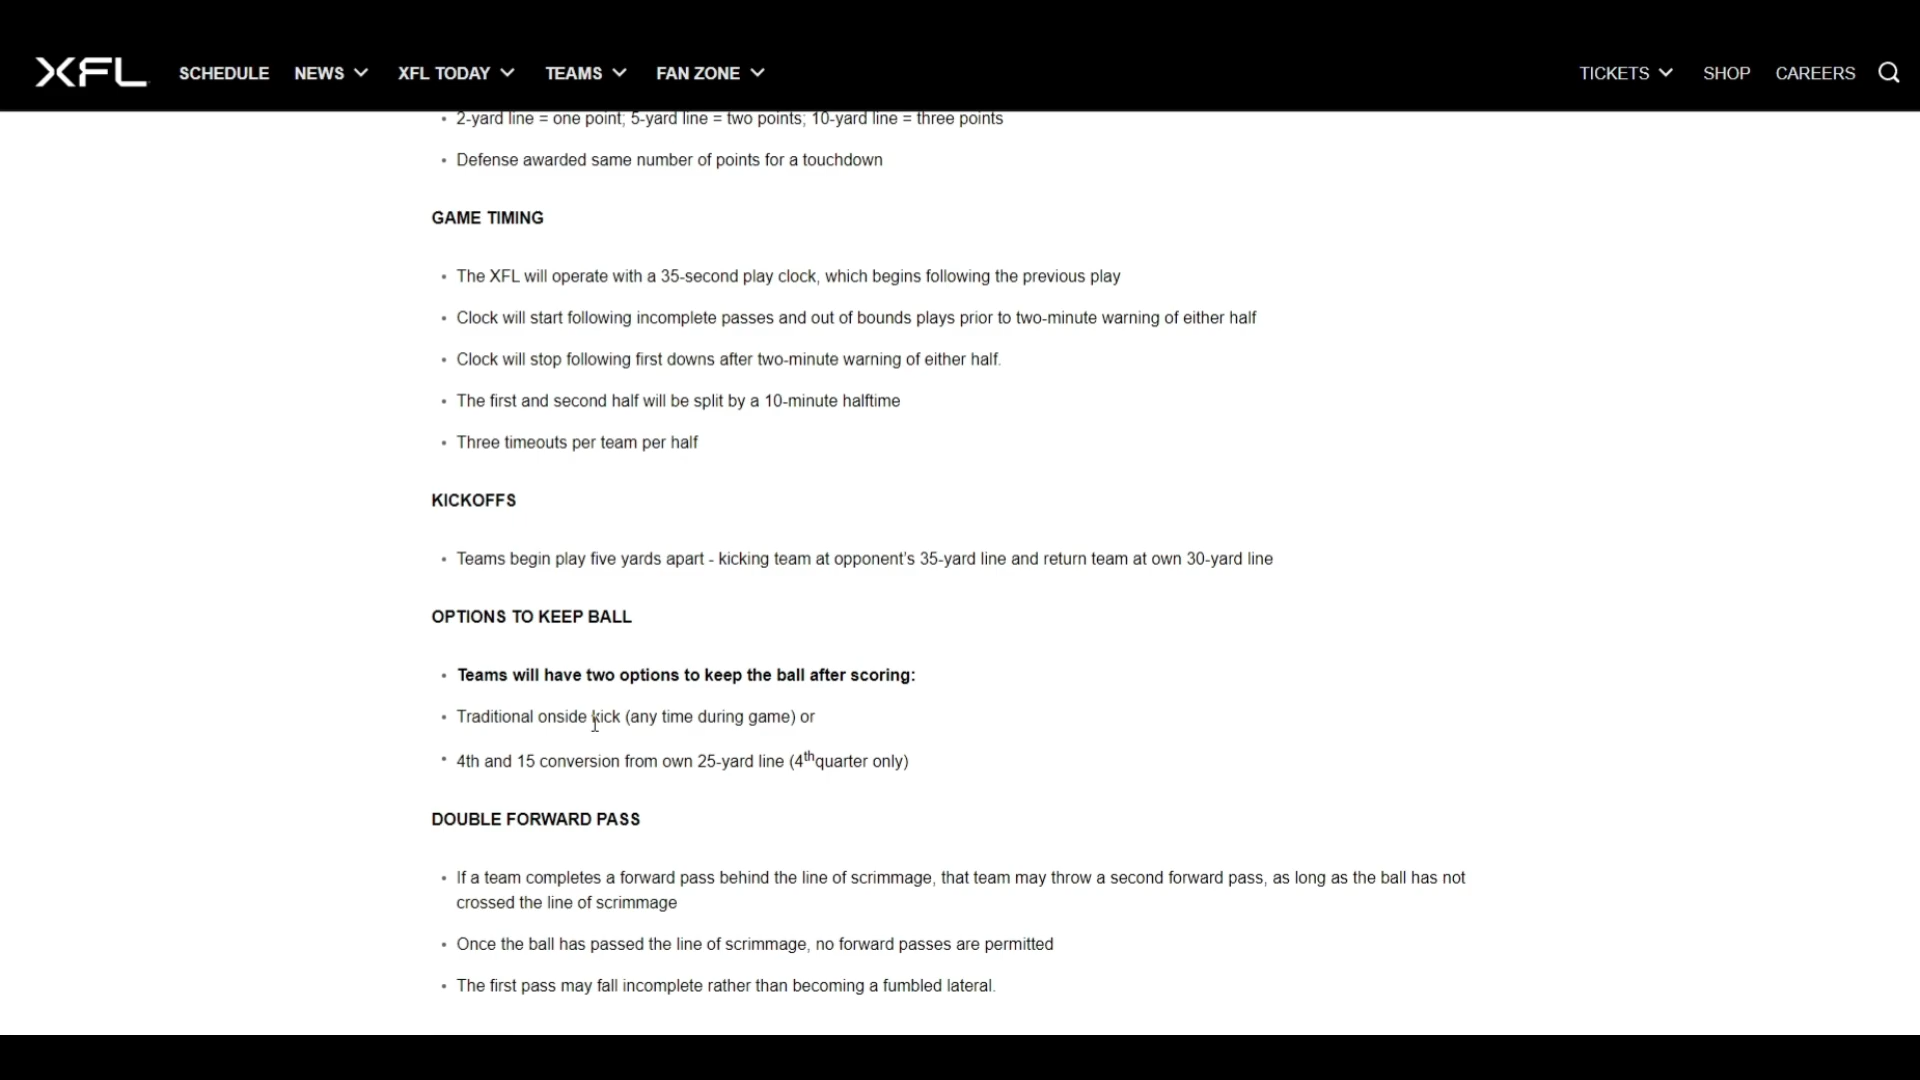 XFL SCHEDULE NEWS XFL TODAY TEAMS FAN ZONE TICKETS SHOP CAREERS
• 2-yard line = one point; 5-yard line = two points; 10-yard line = three points
• Defense awarded same number of points for a touchdown
GAME TIMING
• The XFL will operate with a 35-second play clock, which begins following the previous play
• Clock will start following incomplete passes and out of bounds plays prior to two-minute warning of either half
• Clock will stop following first downs after two-minute warning of either half.
• The first and second half will be split by a 10-minute halftime
• Three timeouts per team per half
KICKOFFS
• Teams begin play five yards apart - kicking team at opponent's 35-yard line and return team at own 30-yard line
OPTIONS TO KEEP BALL
• Teams will have two options to keep the ball after scoring:
• Traditional onside kick (any time during game) or
• 4th and 15 conversion from own 25-yard line (4th quarter only)
DOUBLE FORWARD PASS
• If a team completes a forward pass behind the line of scrimmage, that team may throw a second forward pass, as long as the ball has not
crossed the line of scrimmage
• Once the ball has passed the line of scrimmage, no forward passes are permitted
• The first pass may fall incomplete rather than becoming a fumbled lateral.